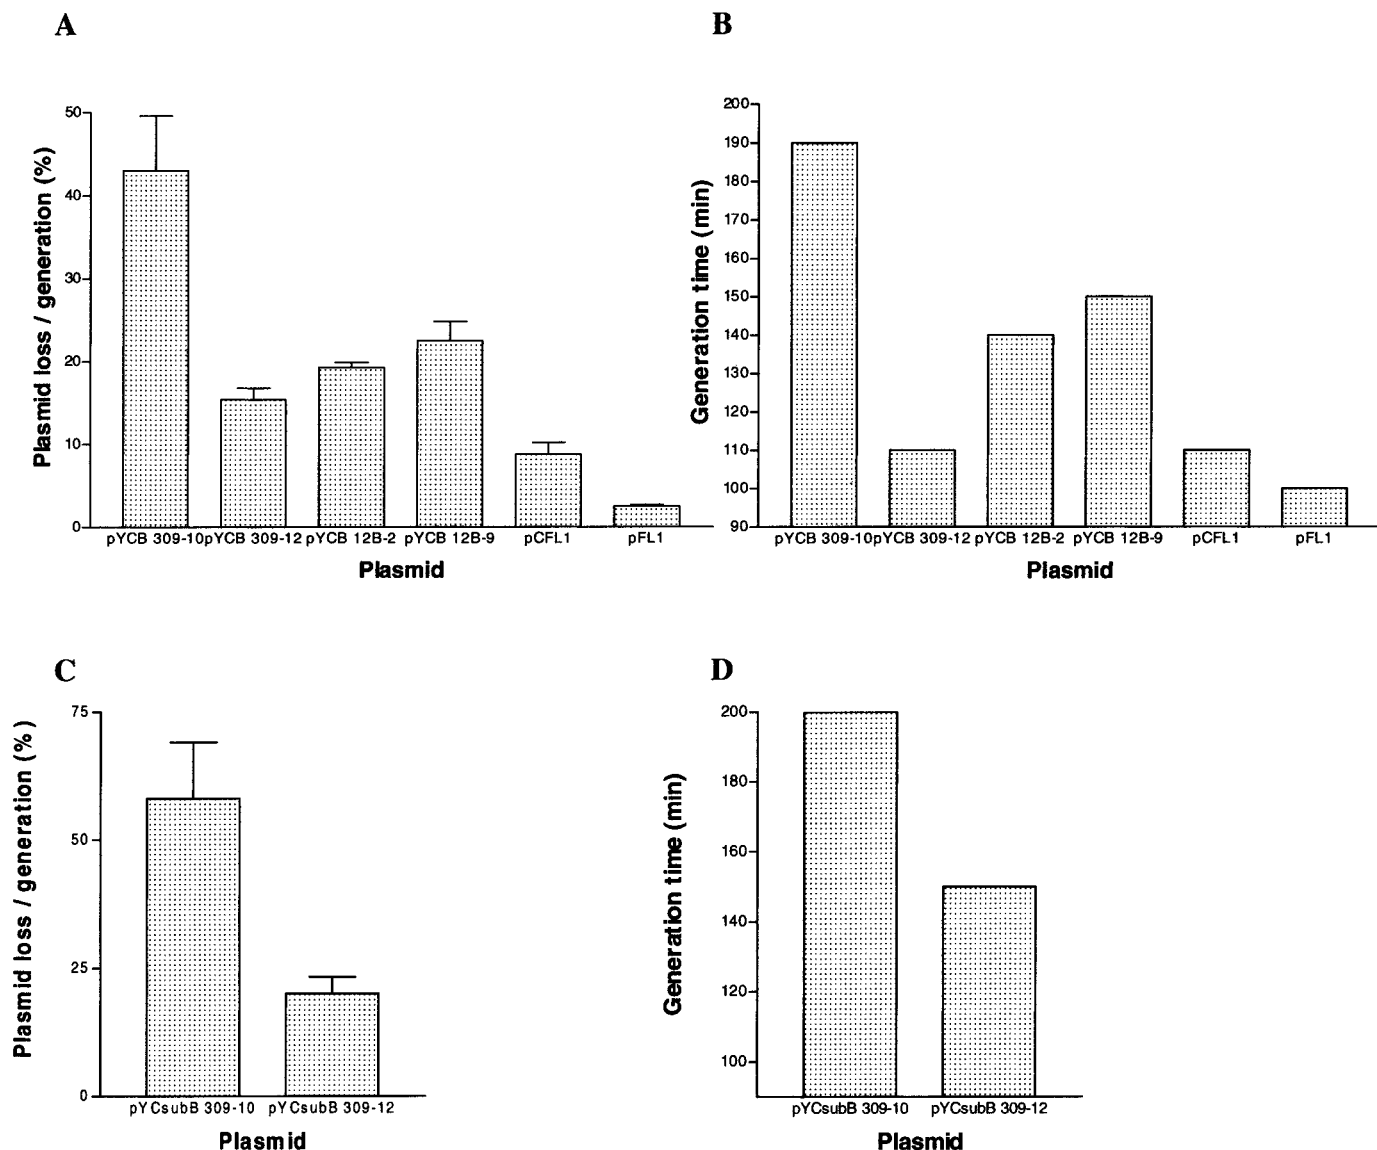 A
B
Plasmid loss / generation (%)
50
40
30
20
10
0
pYCB 309-10 pYCB 309-12 pYCB 12B-2 pYCB 12B-9 pCFL1 pFL1
Plasmid
Generation time (min)
200
190
180
170
160
150
140
130
120
110
100
90
pYCB 309-10 pYCB 309-12 pYCB 12B-2 pYCB 12B-9 pCFL1 pFL1
Plasmid
C
D
Plasmid loss / generation (%)
75
50
25
0
pYCsubB 309-10 pYCsubB 309-12
Plasmid
Generation time (min)
200
180
160
140
120
100
pYCsubB 309-10 pYCsubB 309-12
Plasmid